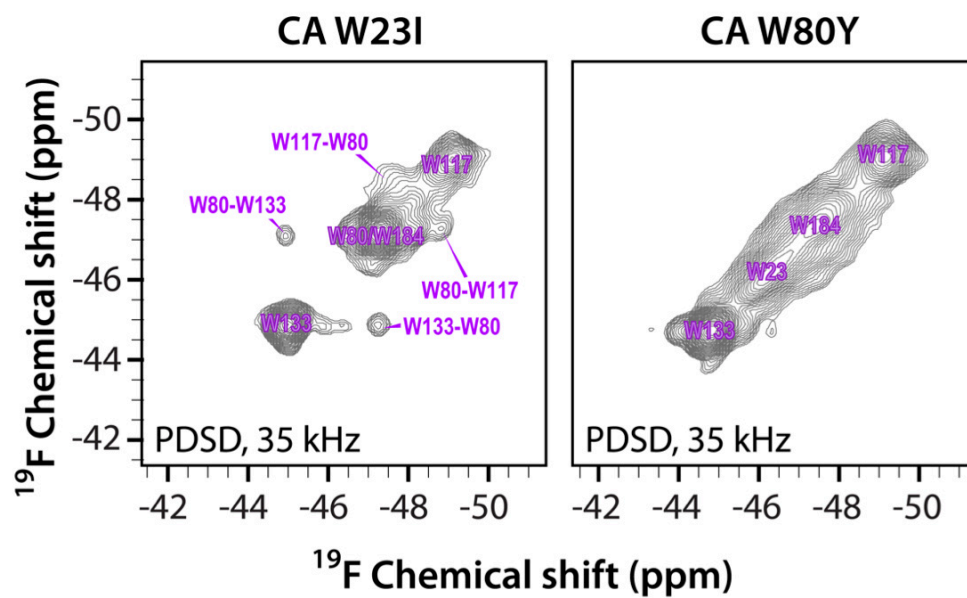 CA W23I
CA W80Y
¹⁹F Chemical shift (ppm)
-50
-48
-46
-44
-42
W117-W80
W117
W80-W133
W80/W184
W80-W117
W133
W133-W80
PDSD, 35 kHz
W117
W184
W23
W133
PDSD, 35 kHz
-42 -44 -46 -48 -50
-42 -44 -46 -48 -50
¹⁹F Chemical shift (ppm)